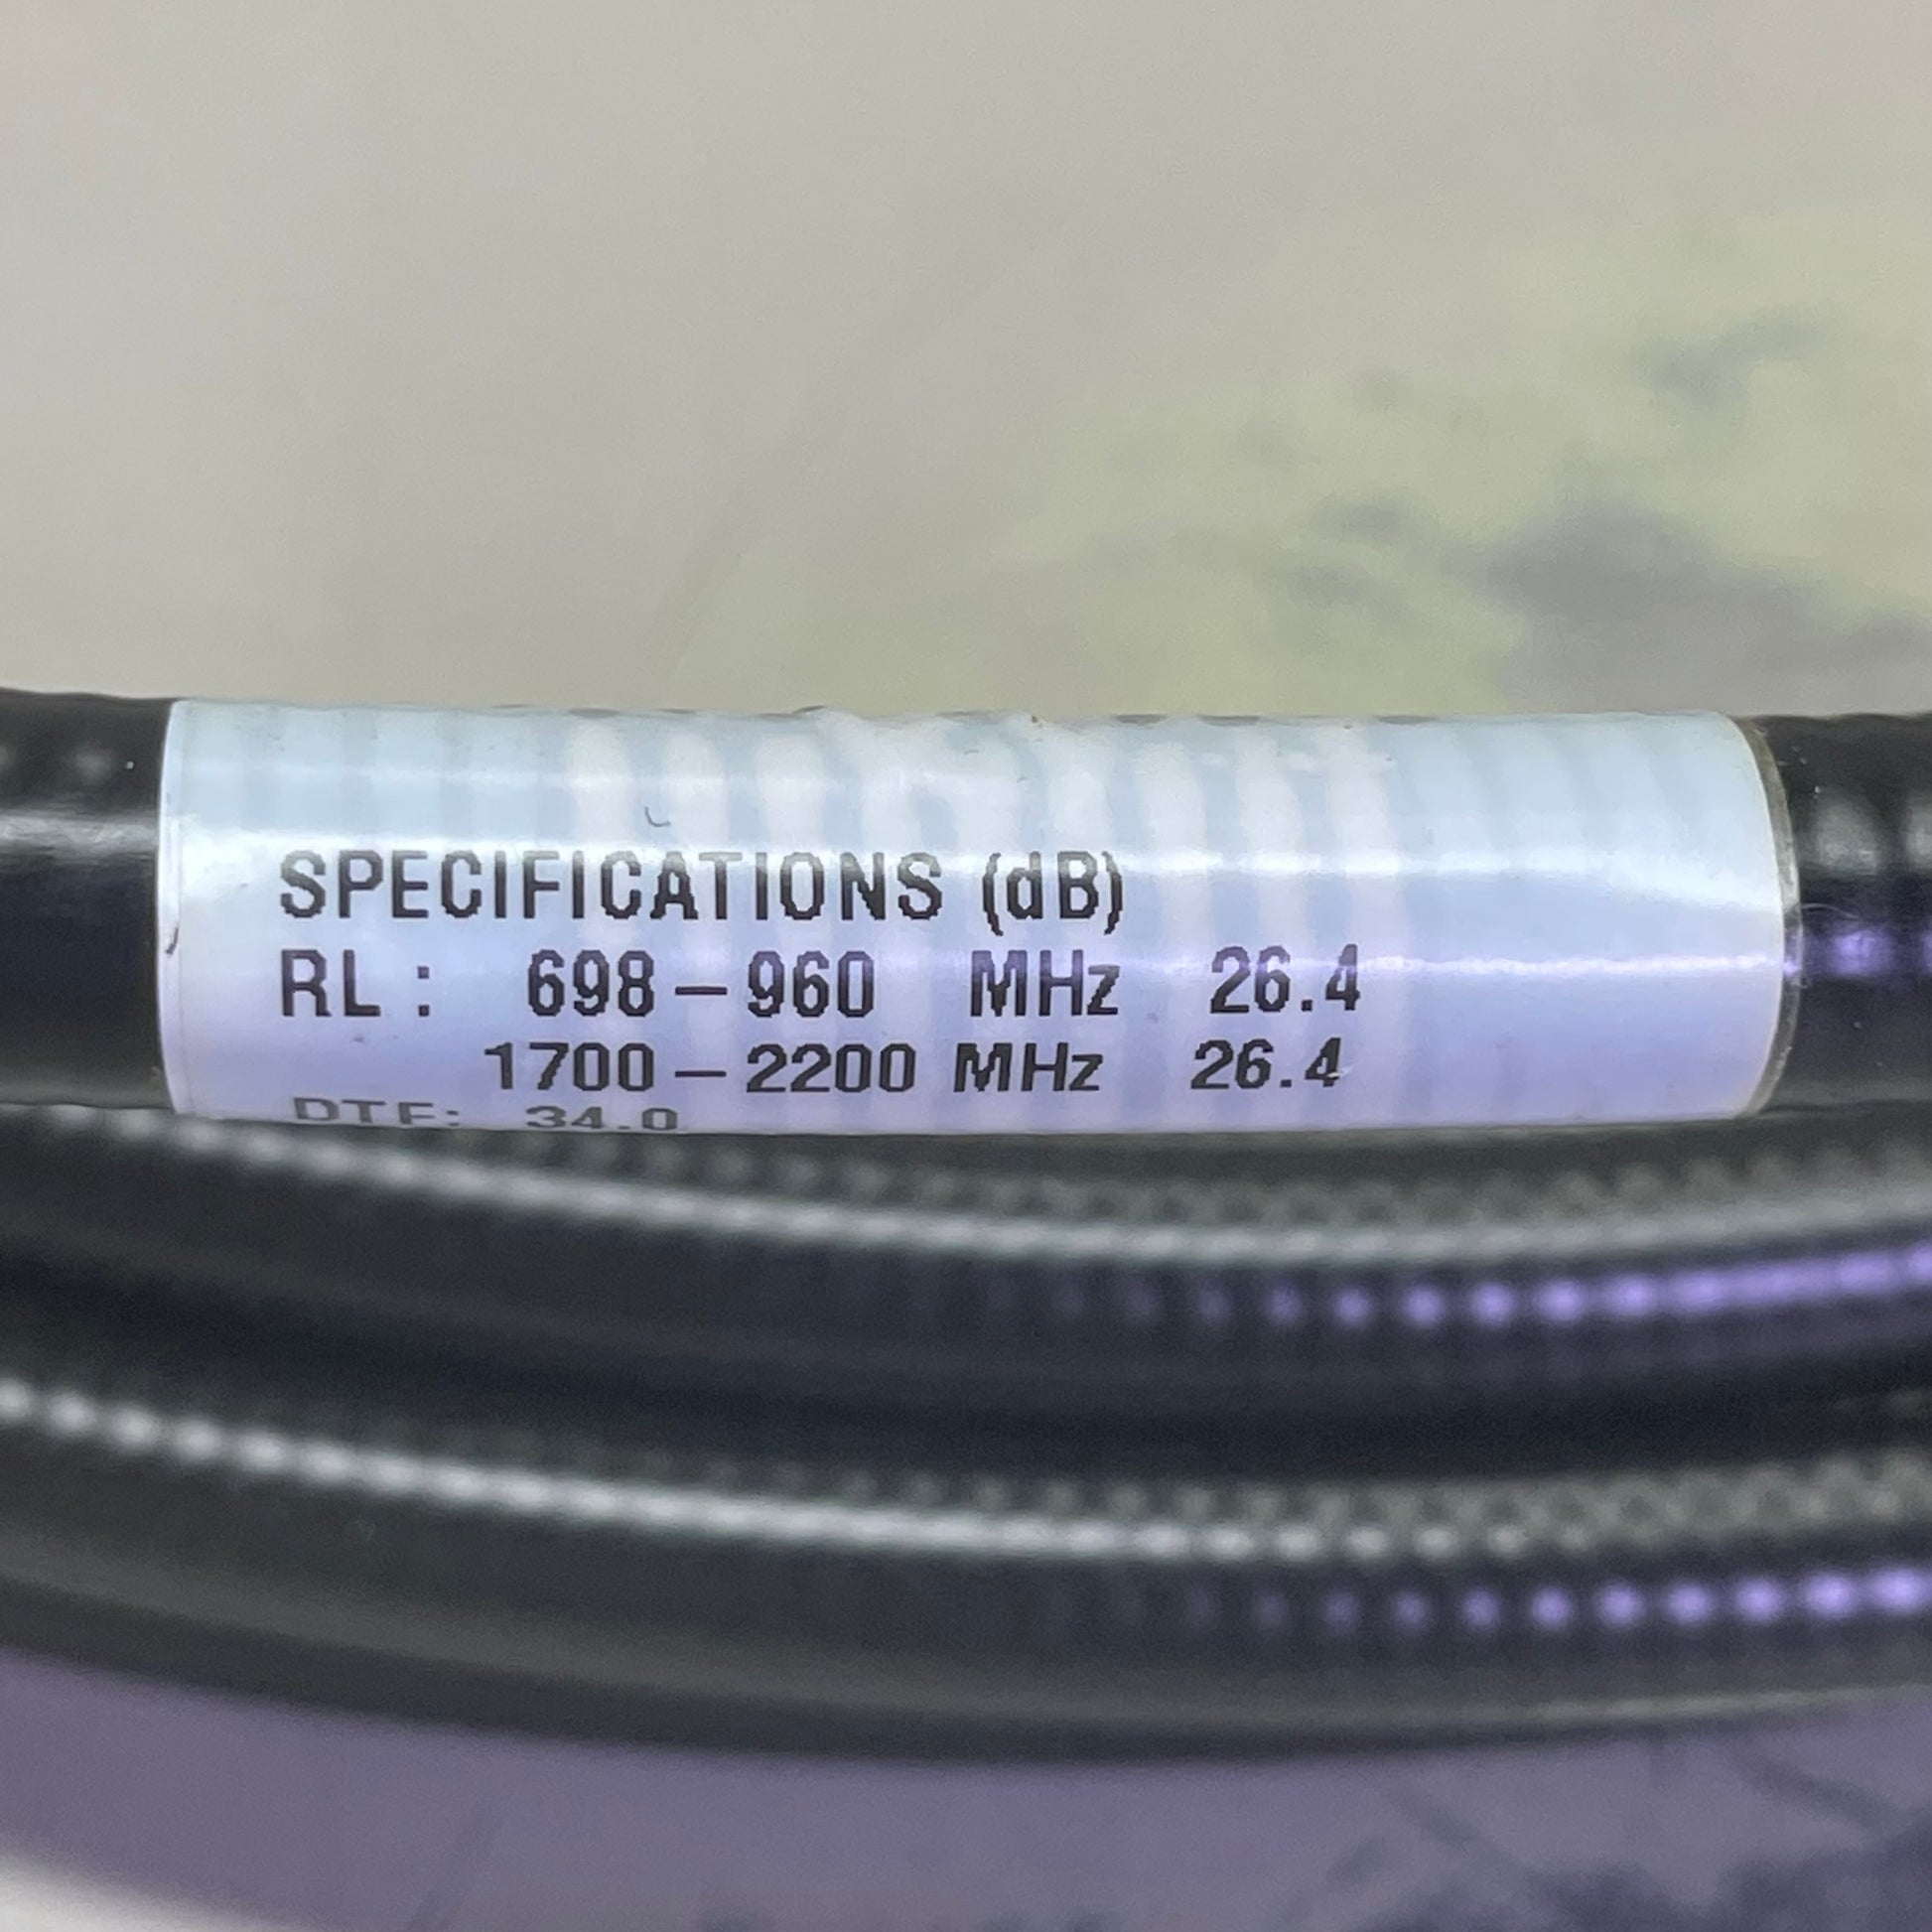 SPECIFICATIONS (dB)
RL: 698-960 MHz 26.4
1700-2200 MHz 26.4
DTF: 34.0